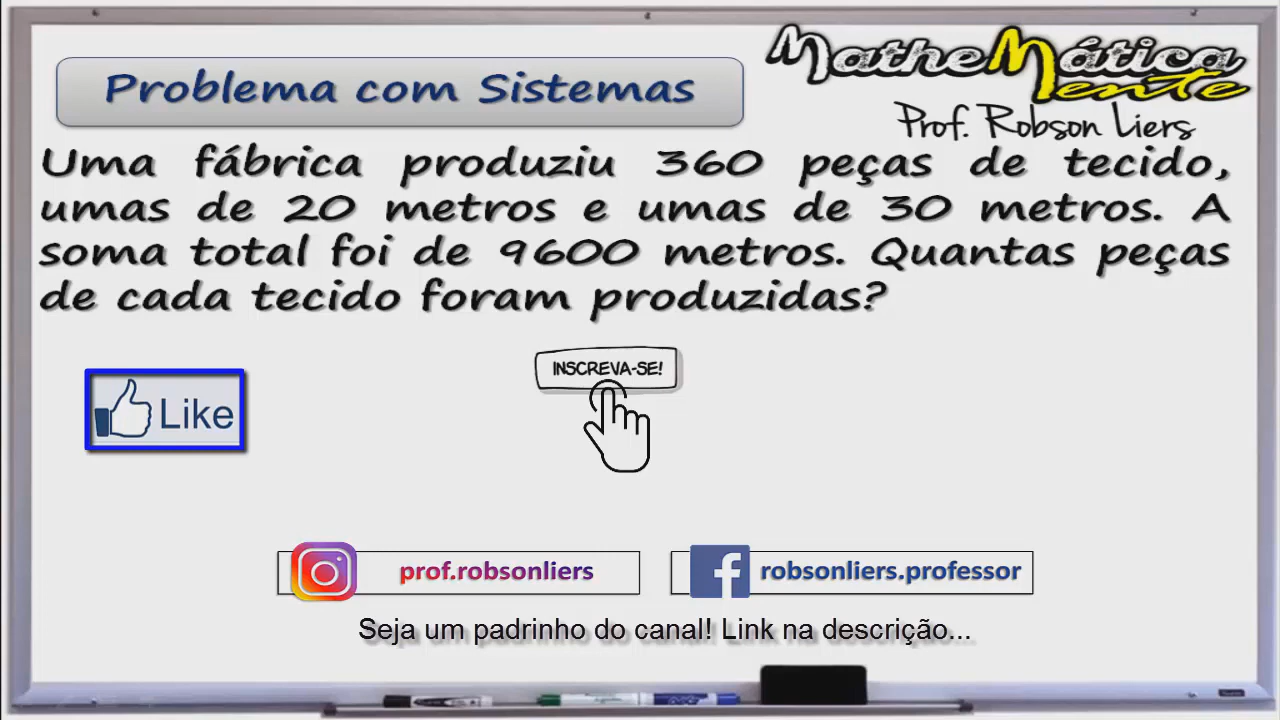 Problema com Sistemas
MatheMática
Mente
Prof. Robson Liers
Uma fábrica produziu 360 peças de tecido,
umas de 20 metros e umas de 30 metros. A
soma total foi de 9600 metros. Quantas peças
de cada tecido foram produzidas?
INSCREVA-SE!
Like
prof.robsonliers
robsonliers.professor
Seja um padrinho do canal! Link na descrição...